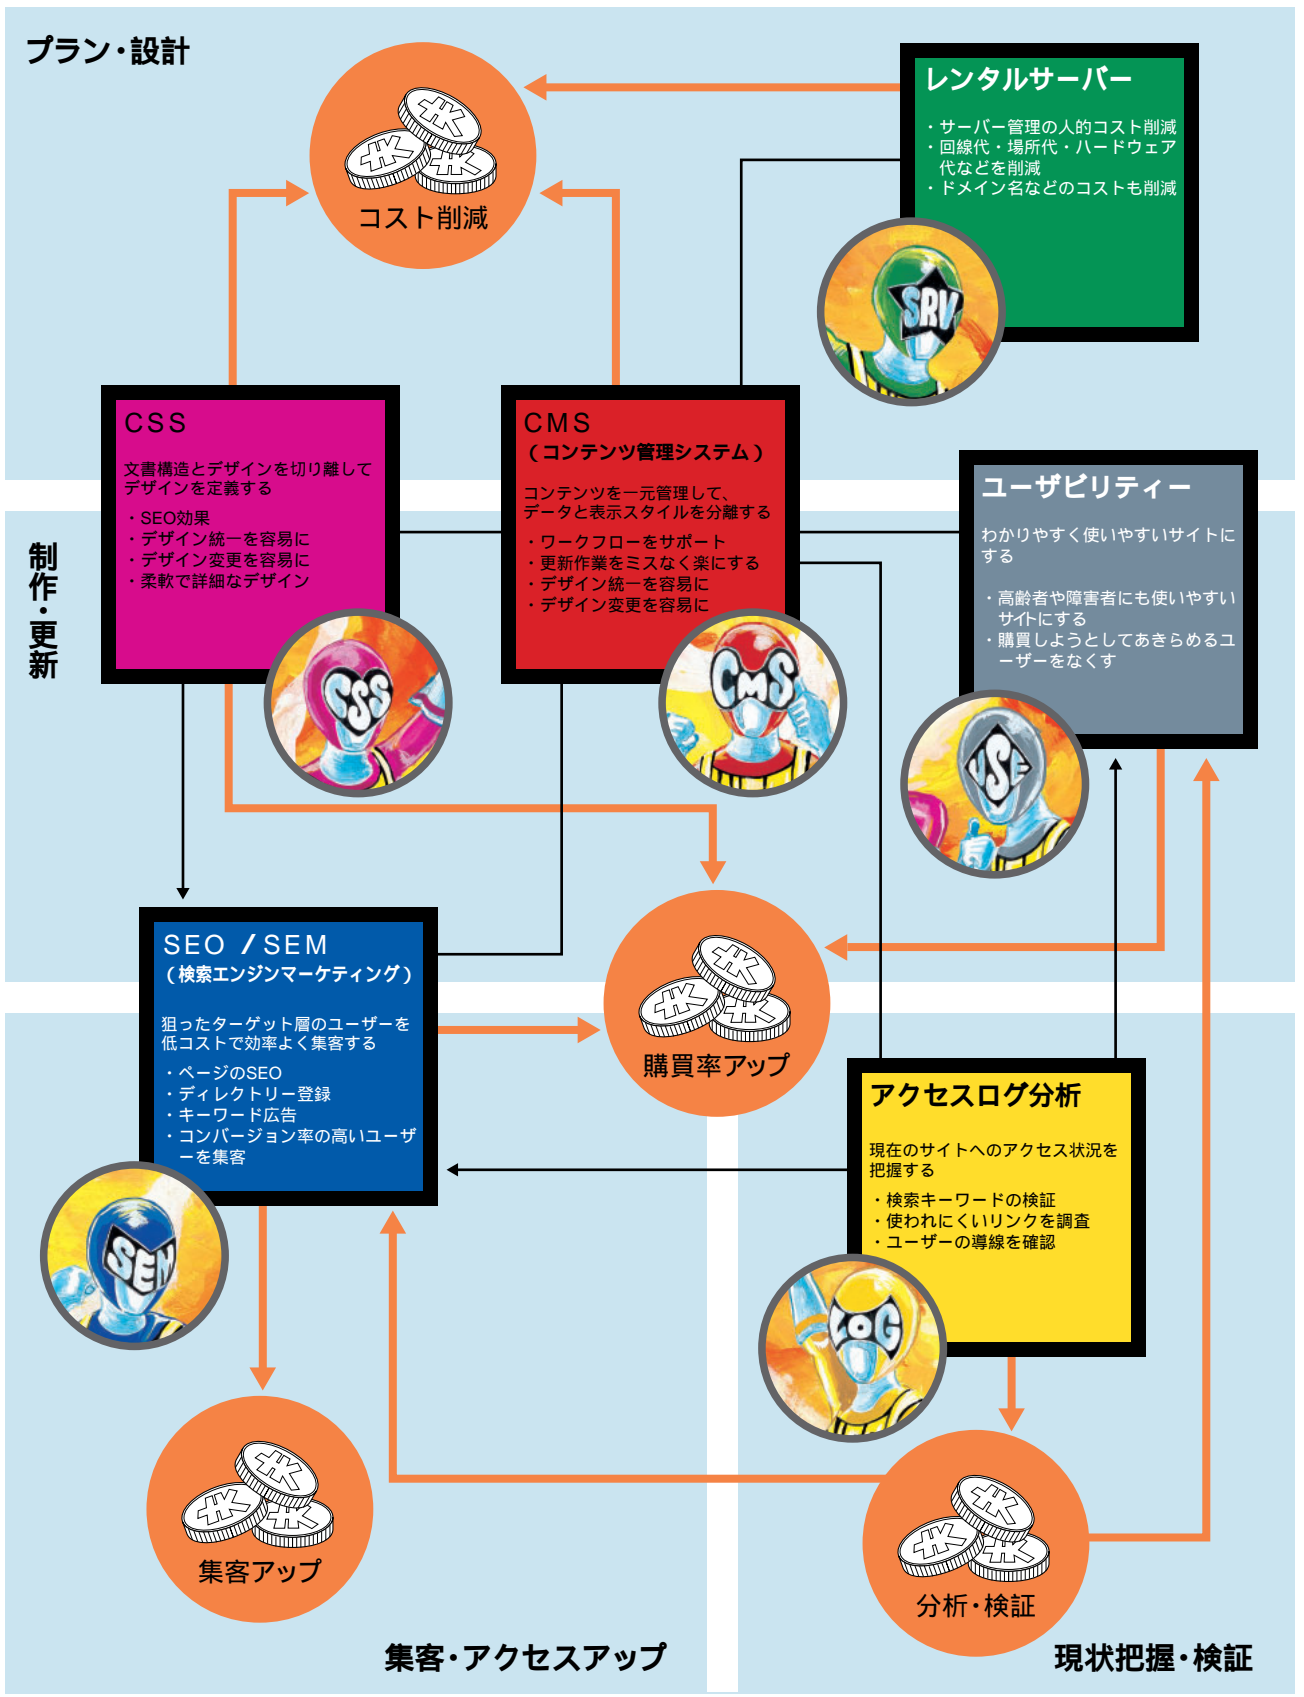 プラン・設計
コスト削減
レンタルサーバー
・サーバー管理の人的コスト削減
・回線代・場所代・ハードウェア
代などを削減
・ドメイン名などのコストも削減
SRV
CSS
文書構造とデザインを切り離して
デザインを定義する
・SEO効果
・デザイン統一を容易に
・デザイン変更を容易に
・柔軟で詳細なデザイン
CSS
CMS
（コンテンツ管理システム）
コンテンツを一元管理して、
データと表示スタイルを分離する
・ワークフローをサポート
・更新作業をミスなく楽にする
・デザイン統一を容易に
・デザイン変更を容易に
CMS
ユーザビリティー
わかりやすく使いやすいサイトに
する
・高齢者や障害者にも使いやすい
サイトにする
・購買しようとしてあきらめるユ
ーザーをなくす
USE
制作・更新
SEO /SEM
（検索エンジンマーケティング）
狙ったターゲット層のユーザーを
低コストで効率よく集客する
・ページのSEO
・ディレクトリー登録
・キーワード広告
・コンバージョン率の高いユーザ
ーを集客
SEM
購買率アップ
アクセスログ分析
現在のサイトへのアクセス状況を
把握する
・検索キーワードの検証
・使われにくいリンクを調査
・ユーザーの導線を確認
LOG
集客アップ
分析・検証
集客・アクセスアップ
現状把握・検証